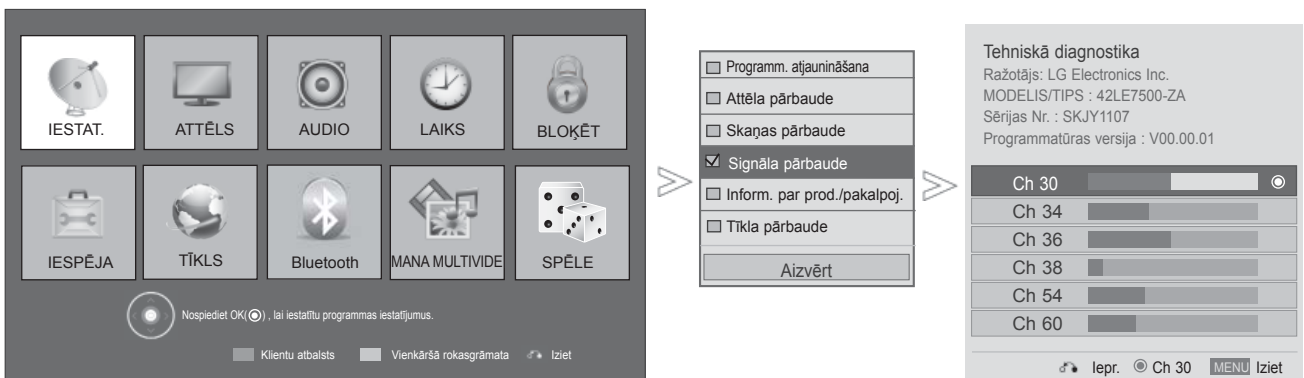 IESTAT.
ATTĒLS
AUDIO
LAIKS
BLOĶĒT
IESPĒJA
TĪKLS
Bluetooth
MANA MULTIVIDE
SPĒLE
Nospiediet OK(◉) , lai iestatītu programmas iestatījumus.
Klientu atbalsts
Vienkāršā rokasgrāmata
Iziet
Programm. atjaunināšana
Attēla pārbaude
Skaņas pārbaude
Signāla pārbaude
Inform. par prod./pakalpoj.
Tīkla pārbaude
Aizvērt
Tehniskā diagnostika
Ražotājs: LG Electronics Inc.
MODELIS/TIPS : 42LE7500-ZA
Sērijas Nr. : SKJY1107
Programmatūras versija : V00.00.01
Ch 30
Ch 34
Ch 36
Ch 38
Ch 54
Ch 60
Iepr. ◉ Ch 30 MENU Iziet